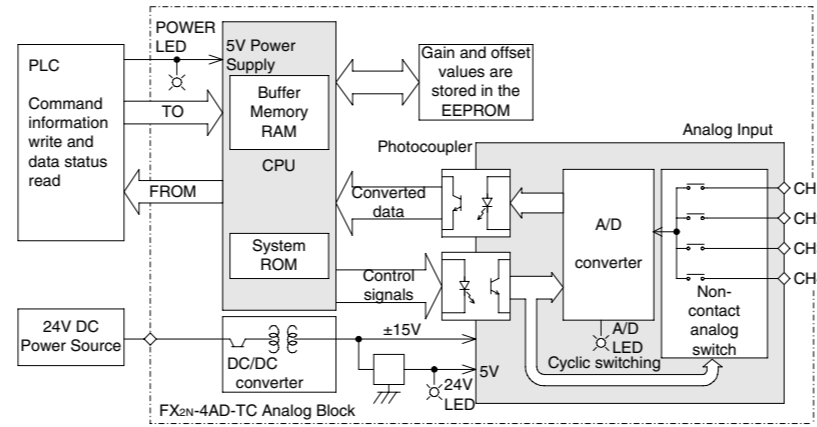 POWER
LED
PLC
Command
information
write and
data status
read
TO
FROM
5V Power
Supply
Buffer
Memory
RAM
CPU
System
ROM
Gain and offset
values are
stored in the
EEPROM
Photocoupler
Analog Input
Converted
data
Control
signals
A/D
converter
A/D
LED
Cyclic switching
Non-
contact
analog
switch
CH
CH
CH
CH
24V DC
Power Source
DC/DC
converter
±15V
5V
24V
LED
FX2N-4AD-TC Analog Block